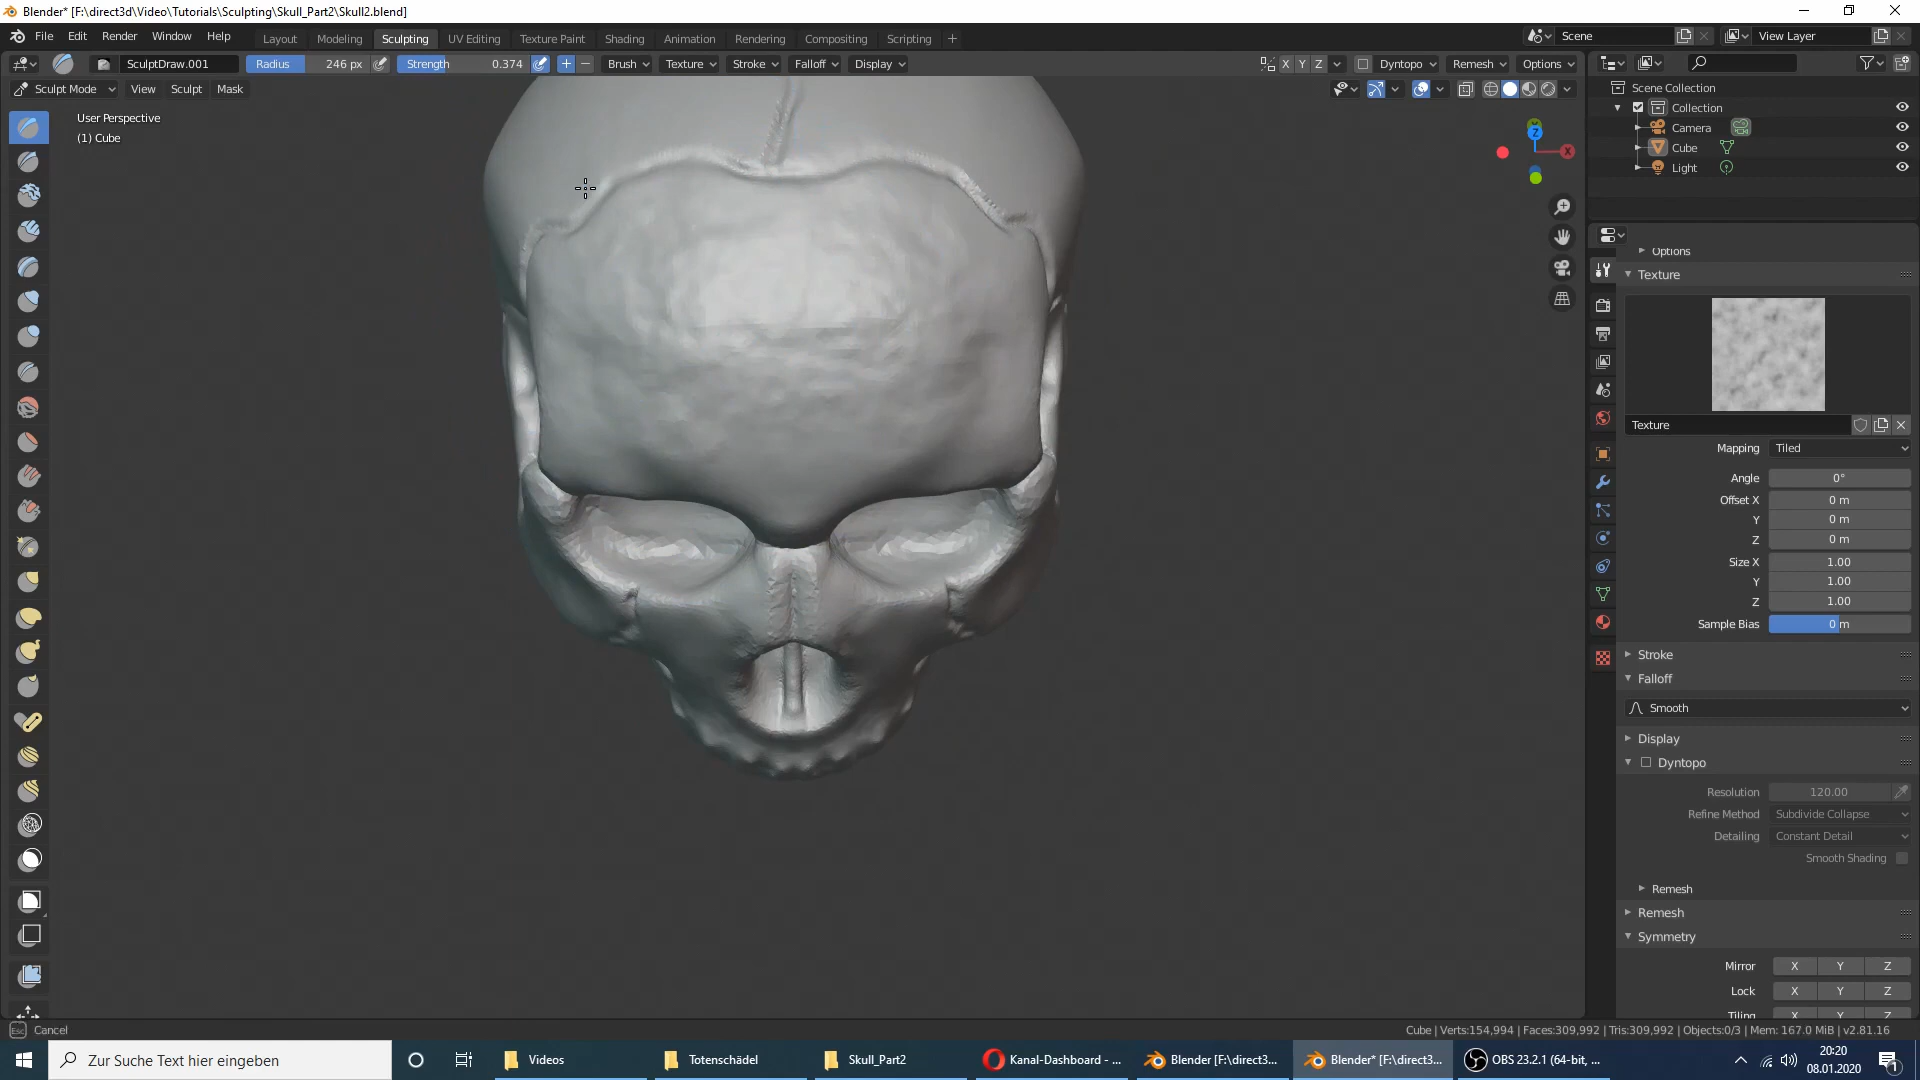 Blender* [F:\direct3d\Video\Tutorials\Sculpting\Skull_Part2\Skull2.blend]
File Edit Render Window Help Layout Modeling Sculpting UV Editing Texture Paint Shading Animation Rendering Compositing Scripting + Scene View Layer
SculptDraw.001 Radius 246 px Strength 0.374 Brush Texture Stroke Falloff Display X Y Z Dyntopo Remesh Options
Sculpt Mode View Sculpt Mask
User Perspective
(1) Cube
Z
X
Scene Collection
Collection
Camera
Cube
Light
Options
Texture
Texture
Mapping Tiled
Angle 0°
Offset X 0 m
Y 0 m
Z 0 m
Size X 1.00
Y 1.00
Z 1.00
Sample Bias 0 m
Stroke
Falloff
Smooth
Display
Dyntopo
Resolution 120.00
Refine Method Subdivide Collapse
Detailing Constant Detail
Smooth Shading
Remesh
Remesh
Symmetry
Mirror X Y Z
Lock X Y Z
Tiling X Y Z
Esc Cancel
Cube | Verts:154,994 | Faces:309,992 | Tris:309,992 | Objects:0/3 | Mem: 167.0 MiB | v2.81.16
Zur Suche Text hier eingeben
Videos
Totenschädel
Skull_Part2
Kanal-Dashboard - ...
Blender [F:\direct3...
Blender* [F:\direct3...
OBS 23.2.1 (64-bit, ...
20:20
08.01.2020
1